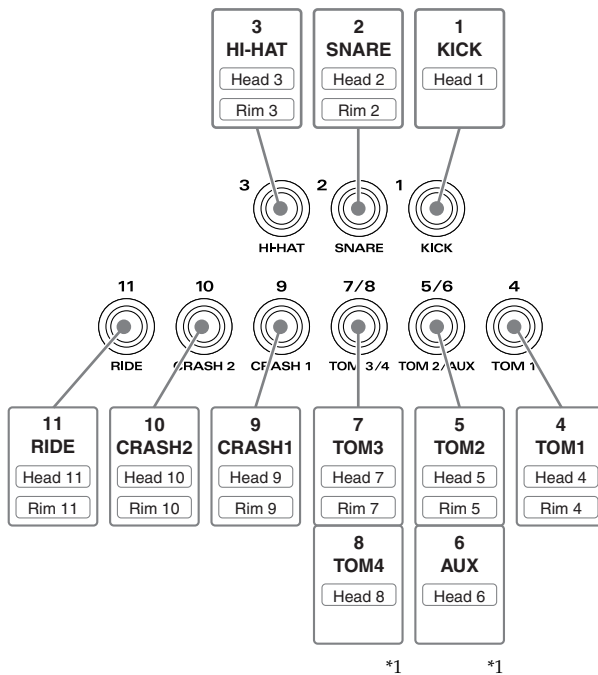 3
HI-HAT
Head 3
Rim 3
2
SNARE
Head 2
Rim 2
1
KICK
Head 1
3
HI-HAT
2
SNARE
1
KICK
11
RIDE
10
CRASH 2
9
CRASH 1
7/8
TOM 3/4
5/6
TOM 2/AUX
4
TOM 1
11
RIDE
Head 11
Rim 11
10
CRASH2
Head 10
Rim 10
9
CRASH1
Head 9
Rim 9
7
TOM3
Head 7
Rim 7
8
TOM4
Head 8
*1
5
TOM2
Head 5
Rim 5
6
AUX
Head 6
*1
4
TOM1
Head 4
Rim 4